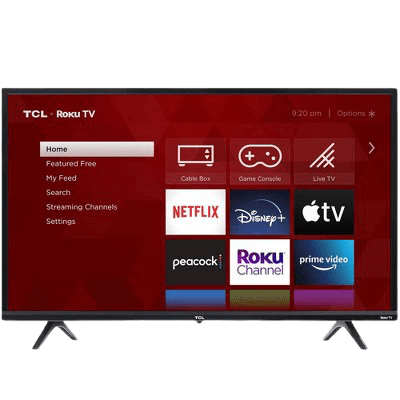 TCL • Roku TV
9:20 pm | Options ✳
Home
Featured Free
My Feed
Search
Streaming Channels
Settings
Cable Box
Game Console
Live TV
NETFLIX
Disney+
tv
peacock
Roku Channel
prime video
TCL
Roku TV